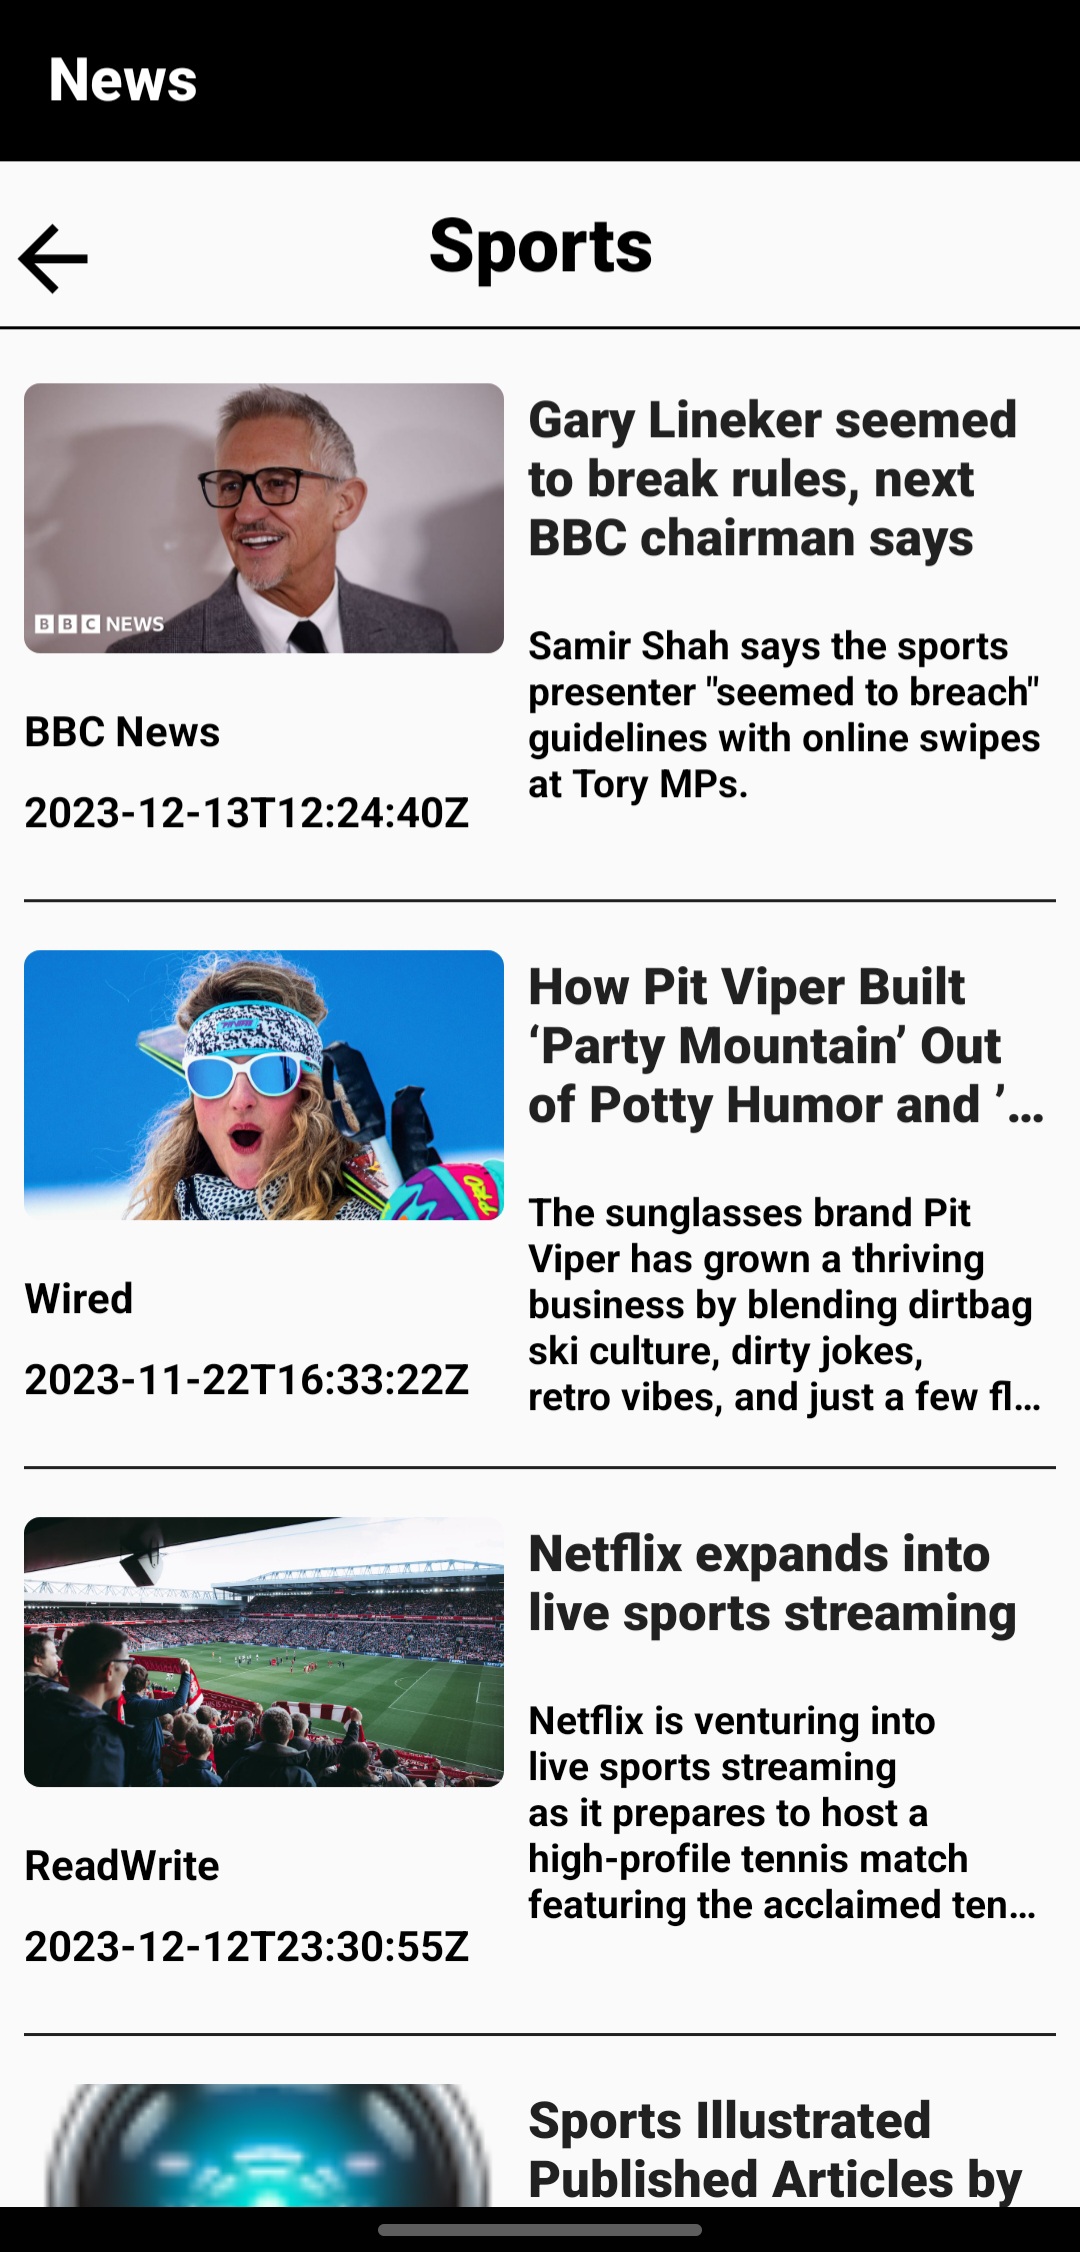 News
Sports
Gary Lineker seemed
to break rules, next
BBC chairman says
Samir Shah says the sports
presenter "seemed to breach"
guidelines with online swipes
at Tory MPs.
BBC NEWS
BBC News
2023-12-13T12:24:40Z
How Pit Viper Built
‘Party Mountain’ Out
of Potty Humor and ’...
The sunglasses brand Pit
Viper has grown a thriving
business by blending dirtbag
ski culture, dirty jokes,
retro vibes, and just a few fl...
Wired
2023-11-22T16:33:22Z
Netflix expands into
live sports streaming
Netflix is venturing into
live sports streaming
as it prepares to host a
high-profile tennis match
featuring the acclaimed ten...
ReadWrite
2023-12-12T23:30:55Z
Sports Illustrated
Published Articles by